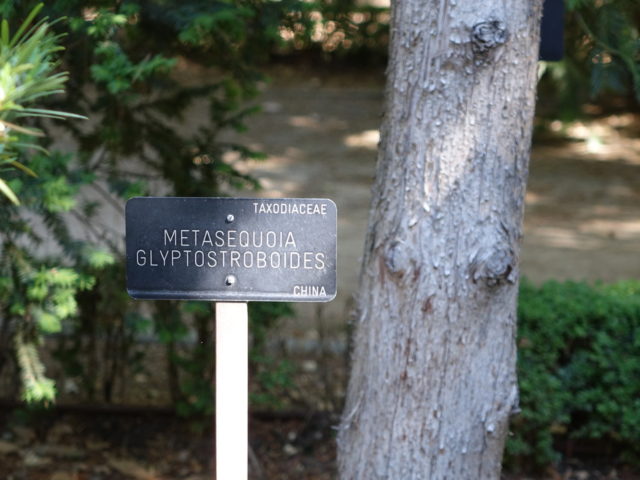 TAXODIACEAE
METASEQUOIA
GLYPTOSTROBOIDES
CHINA